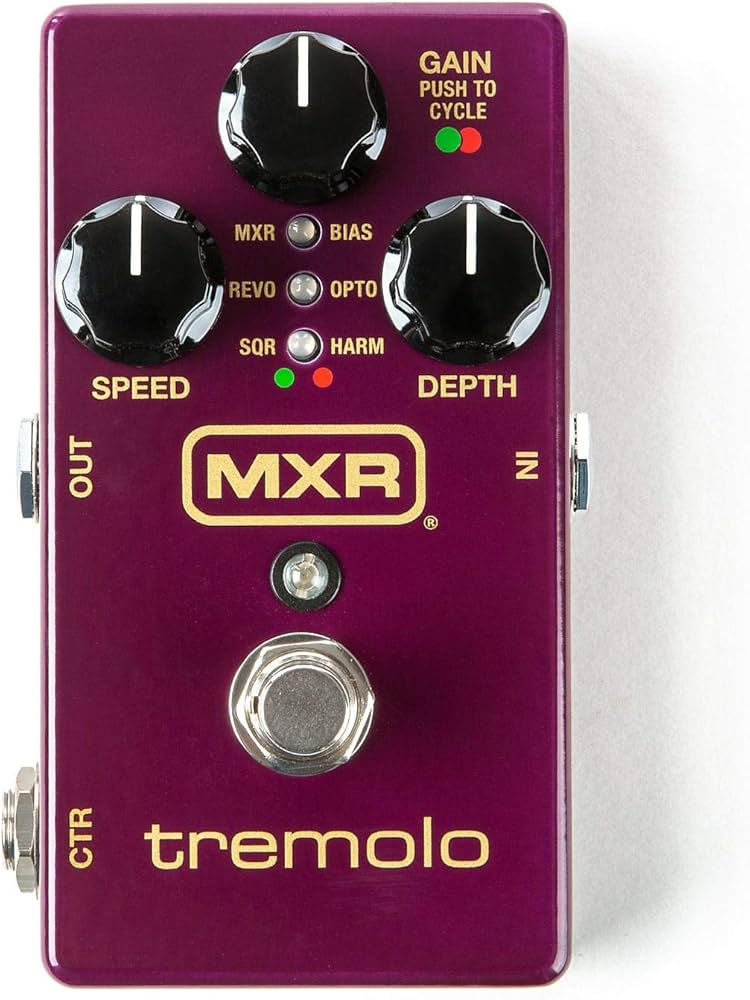 GAIN
PUSH TO
CYCLE
MXR BIAS
REVO OPTO
SQR HARM
SPEED
DEPTH
OUT
IN
MXR®
CTR
tremolo